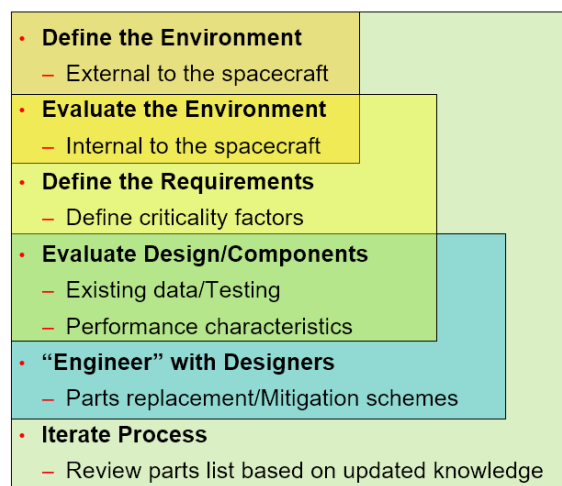 • Define the Environment
– External to the spacecraft
• Evaluate the Environment
– Internal to the spacecraft
• Define the Requirements
– Define criticality factors
• Evaluate Design/Components
– Existing data/Testing
– Performance characteristics
• “Engineer” with Designers
– Parts replacement/Mitigation schemes
• Iterate Process
– Review parts list based on updated knowledge